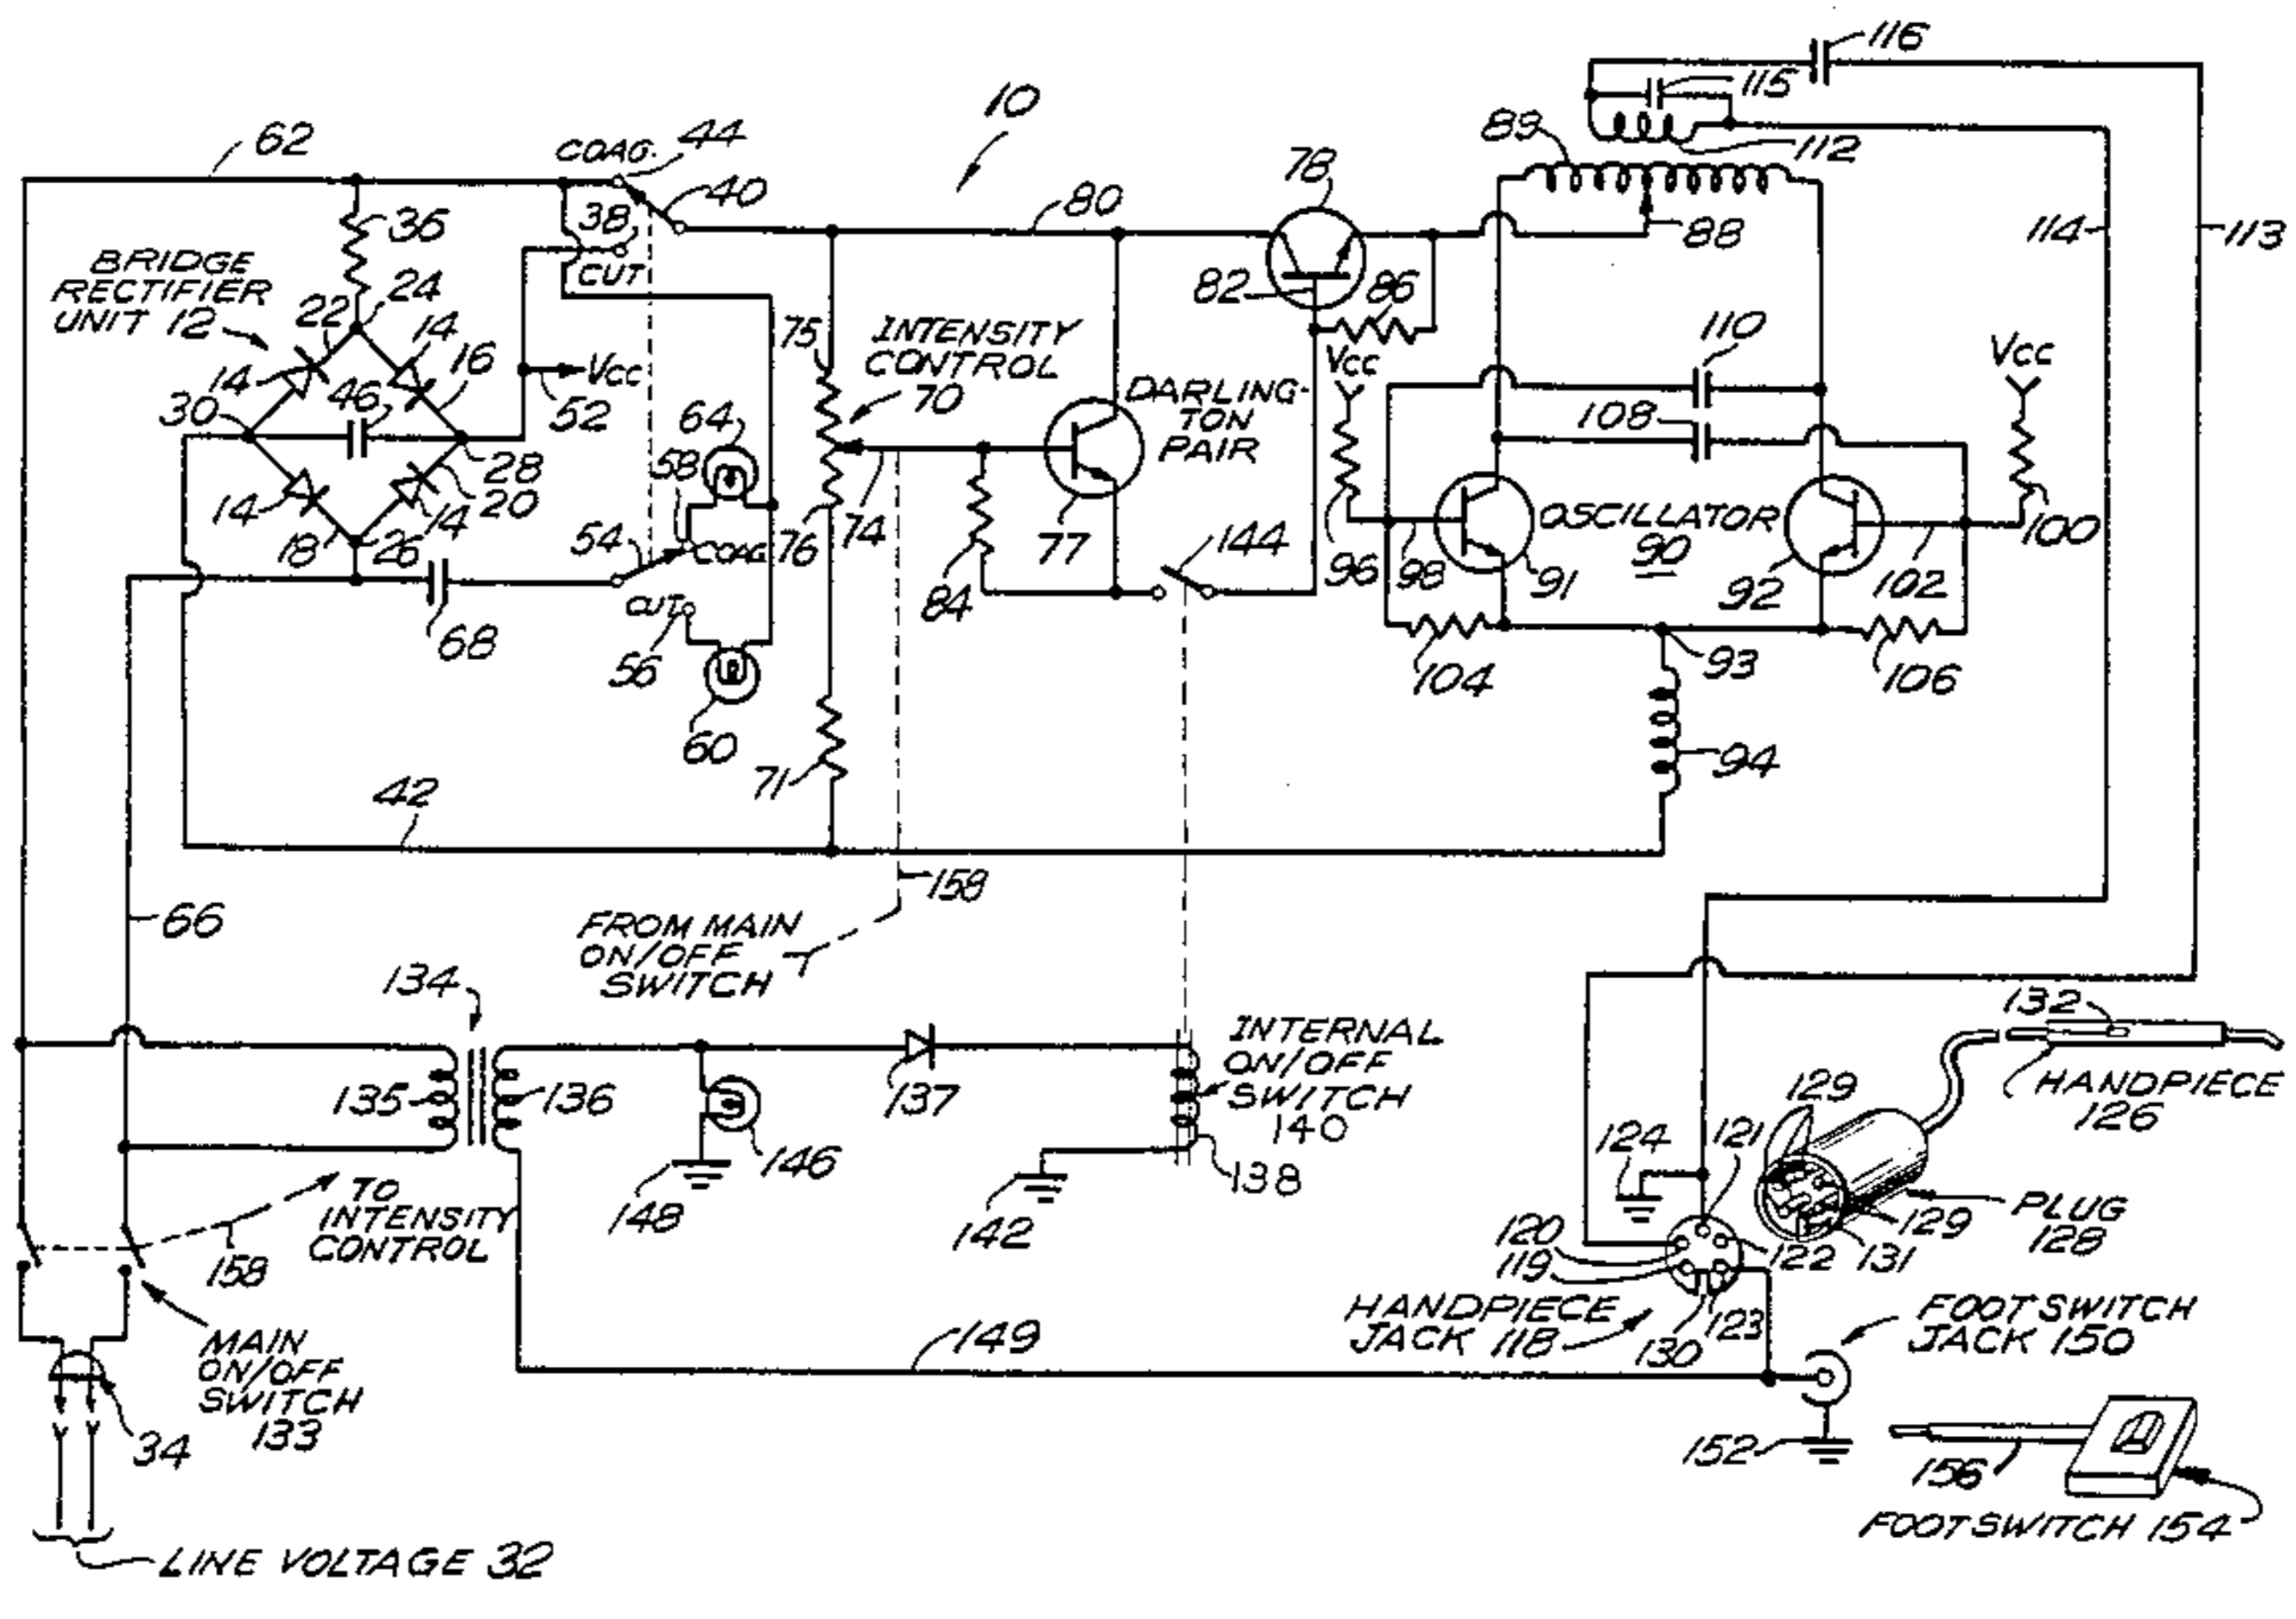 116
115
10
89
112
62
COAG.
44
78
40
38
80
36
114
113
88
BRIDGE
RECTIFIER
UNIT 12
24
CUT
82
86
22
14
75
INTENSITY
CONTROL
70
110
Vcc
Vcc
14
16
46
Vcc
30
52
64
DARLING-
TON
PAIR
108
28
58
14
20
14
18
26
54
COAG.
76
74
77
144
96
98
OSCILLATOR
90
91
92
102
100
CUT
84
68
56
104
93
106
60
71
94
42
158
66
FROM MAIN
ON/OFF
SWITCH
134
132
INTERNAL
ON/OFF
SWITCH
140
135
136
137
129
HANDPIECE
126
124
121
146
138
TO
INTENSITY
CONTROL
148
142
PLUG
128
129
131
120
122
119
158
HANDPIECE
JACK 118
130
123
FOOTSWITCH
JACK 150
MAIN
ON/OFF
SWITCH
133
149
34
152
156
FOOTSWITCH 154
LINE VOLTAGE 32